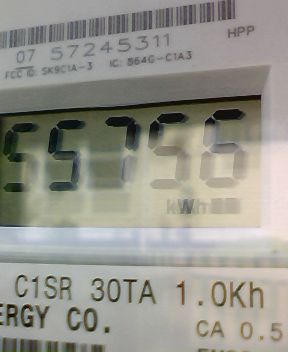 07 57245311
HPP
FCC ID: SK9C1A-3 IC: 864G-C1A3
55756
kWh
C1SR 30TA 1.0Kh
ERGY CO.
CA 0.5